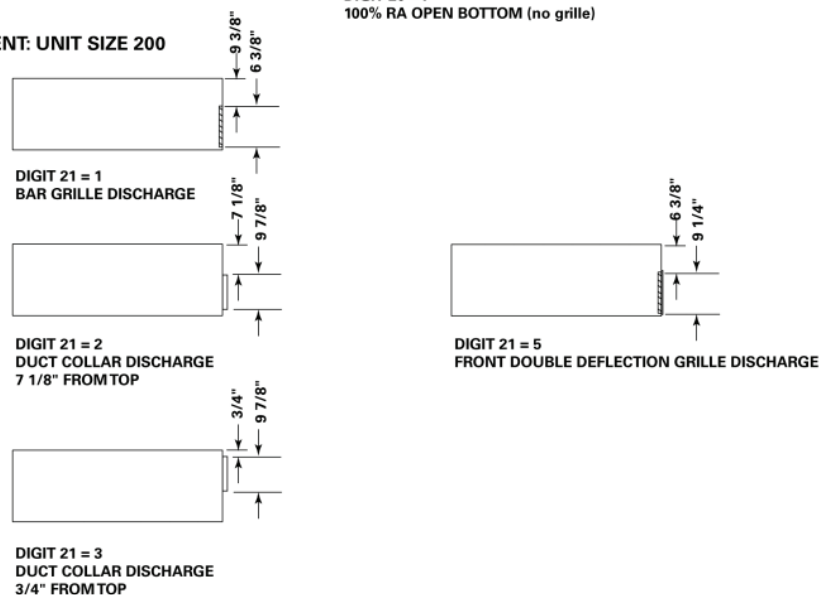 100% RA OPEN BOTTOM (no grille)
ENT: UNIT SIZE 200
9 3/8"
6 3/8"
DIGIT 21 = 1
BAR GRILLE DISCHARGE
7 1/8"
9 7/8"
DIGIT 21 = 2
DUCT COLLAR DISCHARGE
7 1/8" FROM TOP
6 3/8"
9 1/4"
DIGIT 21 = 5
FRONT DOUBLE DEFLECTION GRILLE DISCHARGE
3/4"
9 7/8"
DIGIT 21 = 3
DUCT COLLAR DISCHARGE
3/4" FROM TOP